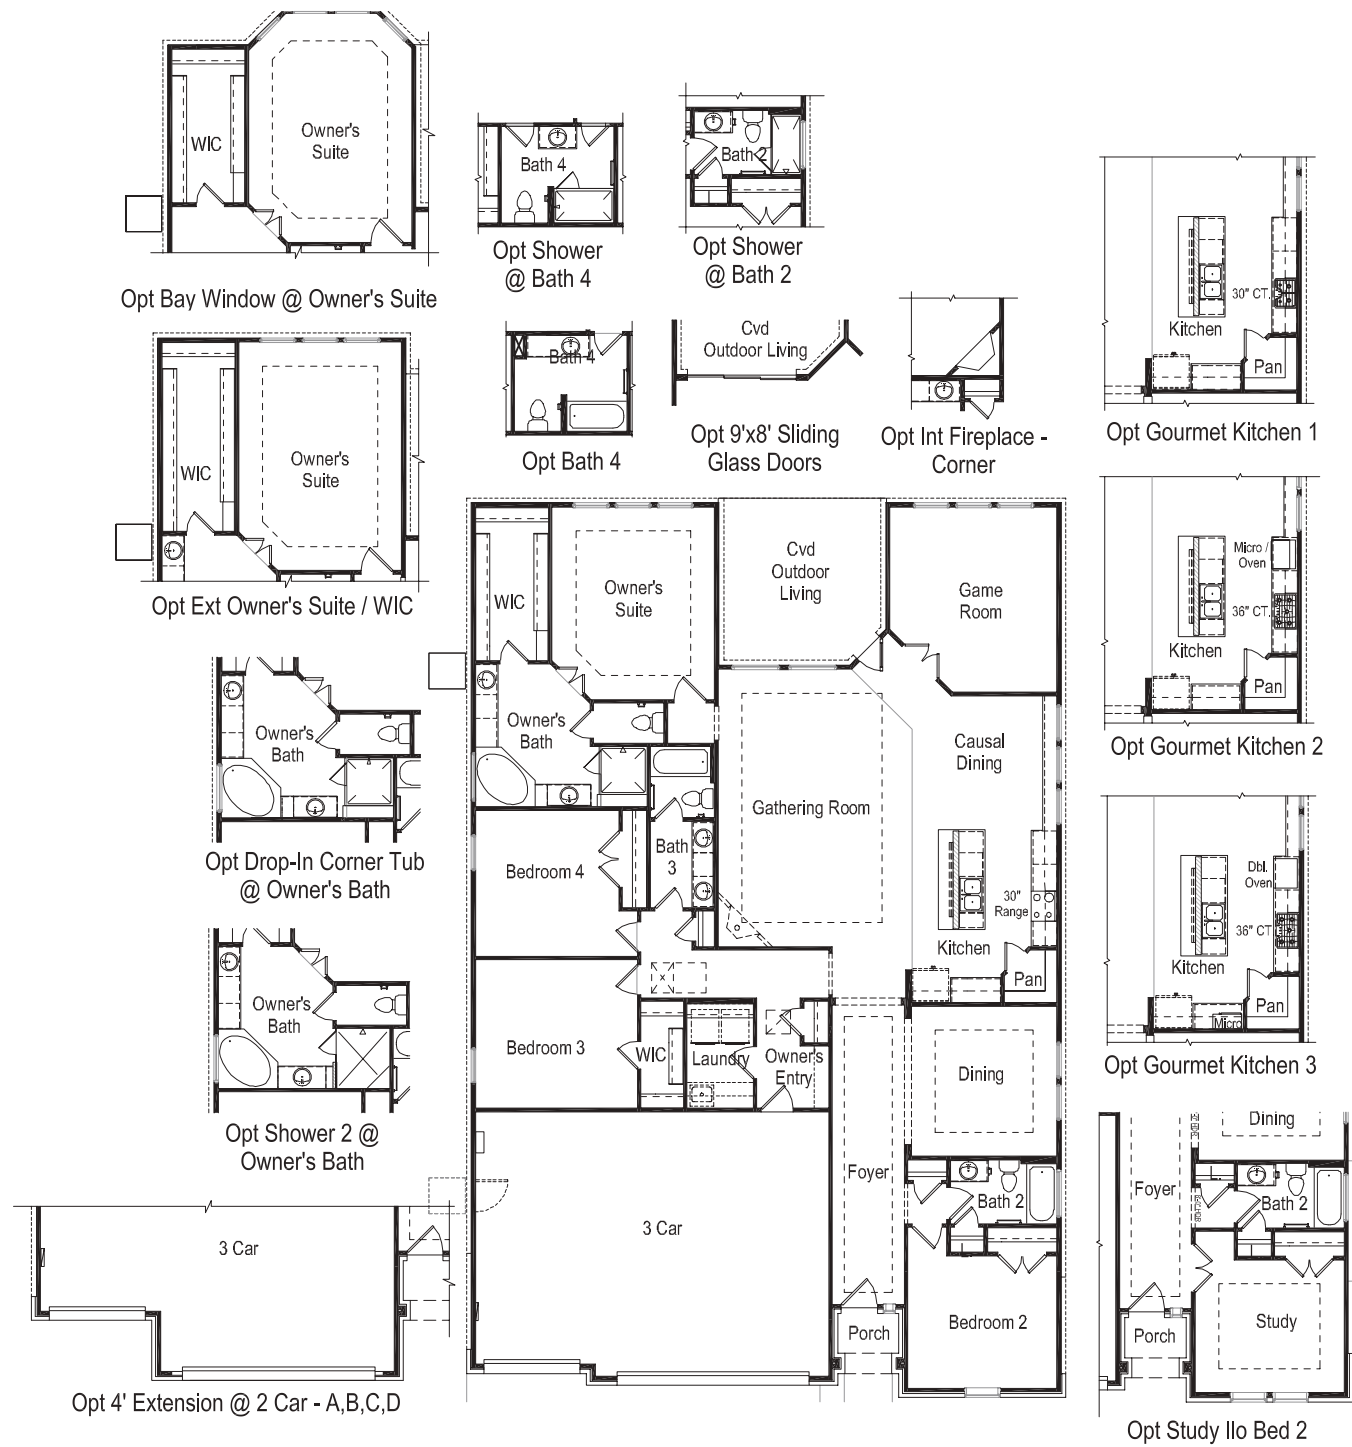 WIC
Owner's
Suite
Opt Bay Window @ Owner's Suite
Bath 4
Opt Shower
@ Bath 4
Bath 2
Opt Shower
@ Bath 2
30" CT.
Kitchen
Pan
Opt Gourmet Kitchen 1
WIC
Owner's
Suite
Opt Ext Owner's Suite / WIC
Bath 4
Opt Bath 4
Cvd
Outdoor Living
Opt 9'x8' Sliding
Glass Doors
Opt Int Fireplace -
Corner
Micro /
Oven
36" CT.
Kitchen
Pan
Opt Gourmet Kitchen 2
Owner's
Bath
Opt Drop-In Corner Tub
@ Owner's Bath
Owner's
Bath
Opt Shower 2 @
Owner's Bath
3 Car
Opt 4' Extension @ 2 Car - A,B,C,D
WIC
Owner's
Suite
Cvd
Outdoor
Living
Game
Room
Owner's
Bath
Causal
Dining
Gathering Room
Bedroom 4
Bath
3
30"
Range
Kitchen
Pan
Bedroom 3
WIC
Laundry
Owner's
Entry
Dining
Foyer
Bath 2
3 Car
Porch
Bedroom 2
Dbl.
Oven
36" CT
Kitchen
Pan
Micro
Opt Gourmet Kitchen 3
Dining
Foyer
Bath 2
Study
Porch
Opt Study Ilo Bed 2